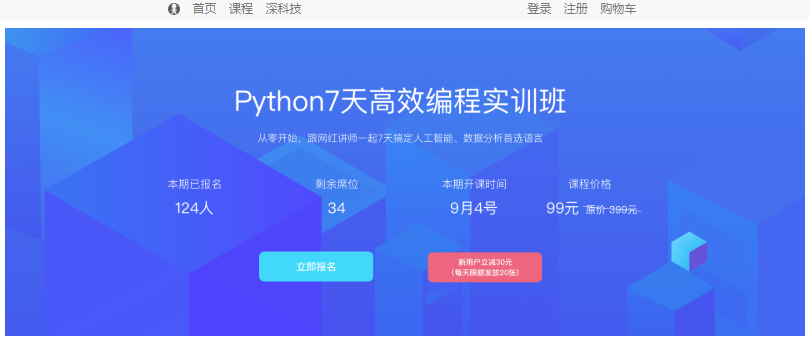 首页 课程 深科技 登录 注册 购物车
Python7天高效编程实训班
从零开始，跟网红讲师一起7天搞定人工智能、数据分析首选语言
本期已报名 剩余席位 本期开课时间 课程价格
124人 34 9月4号 99元 原价 399元
立即报名 新用户立减30元
（每天限额发放20张）